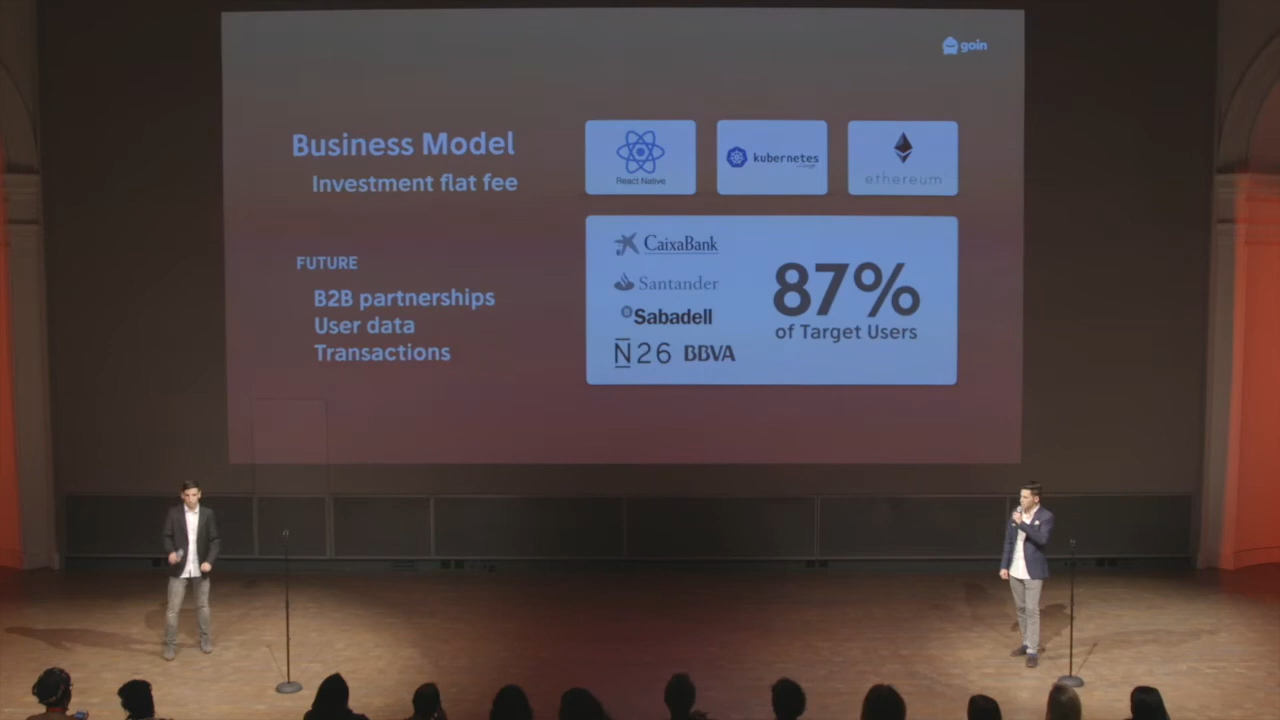 goin
Business Model
Investment flat fee
FUTURE
B2B partnerships
User data
Transactions
React Native
kubernetes
ethereum
CaixaBank
Santander
Sabadell
N26 BBVA
87%
of Target Users